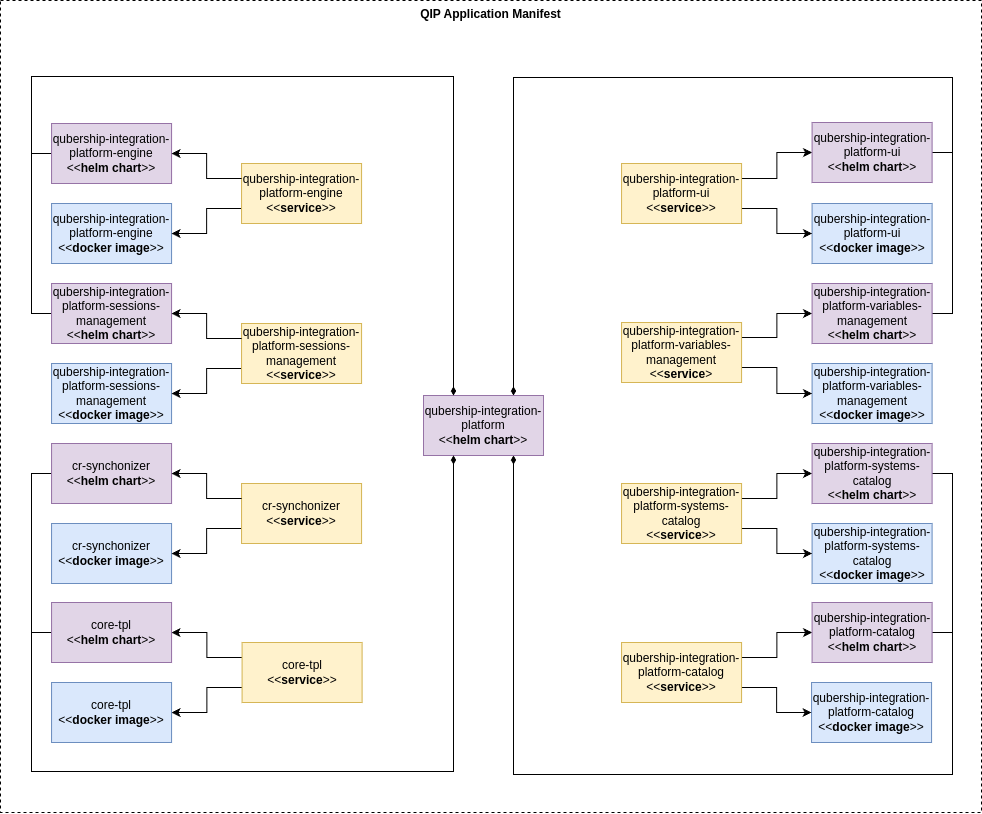 QIP Application Manifest
qubership-integration-
platform-engine
<<helm chart>>
qubership-integration-
platform-engine
<<docker image>>
qubership-integration-
platform-engine
<<service>>
qubership-integration-
platform-sessions-
management
<<helm chart>>
qubership-integration-
platform-sessions-
management
<<docker image>>
qubership-integration-
platform-sessions-
management
<<service>>
cr-synchonizer
<<helm chart>>
cr-synchonizer
<<docker image>>
cr-synchonizer
<<service>>
core-tpl
<<helm chart>>
core-tpl
<<docker image>>
core-tpl
<<service>>
qubership-integration-
platform
<<helm chart>>
qubership-integration-
platform-ui
<<service>>
qubership-integration-
platform-ui
<<helm chart>>
qubership-integration-
platform-ui
<<docker image>>
qubership-integration-
platform-variables-
management
<<service>
qubership-integration-
platform-variables-
management
<<helm chart>>
qubership-integration-
platform-variables-
management
<<docker image>>
qubership-integration-
platform-systems-
catalog
<<service>>
qubership-integration-
platform-systems-
catalog
<<helm chart>>
qubership-integration-
platform-systems-
catalog
<<docker image>>
qubership-integration-
platform-catalog
<<service>>
qubership-integration-
platform-catalog
<<helm chart>>
qubership-integration-
platform-catalog
<<docker image>>